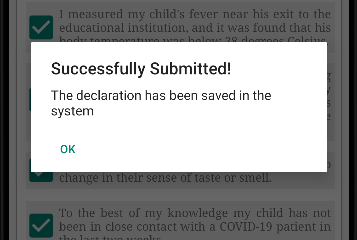 I measured my child's fever near his exit to the
educational institution, and it was found that his
body temperature was below 38 degrees Celsius
Successfully Submitted!
The declaration has been saved in the
system
OK
change in their sense of taste or smell.
To the best of my knowledge my child has not
been in close contact with a COVID-19 patient in
the last two weeks